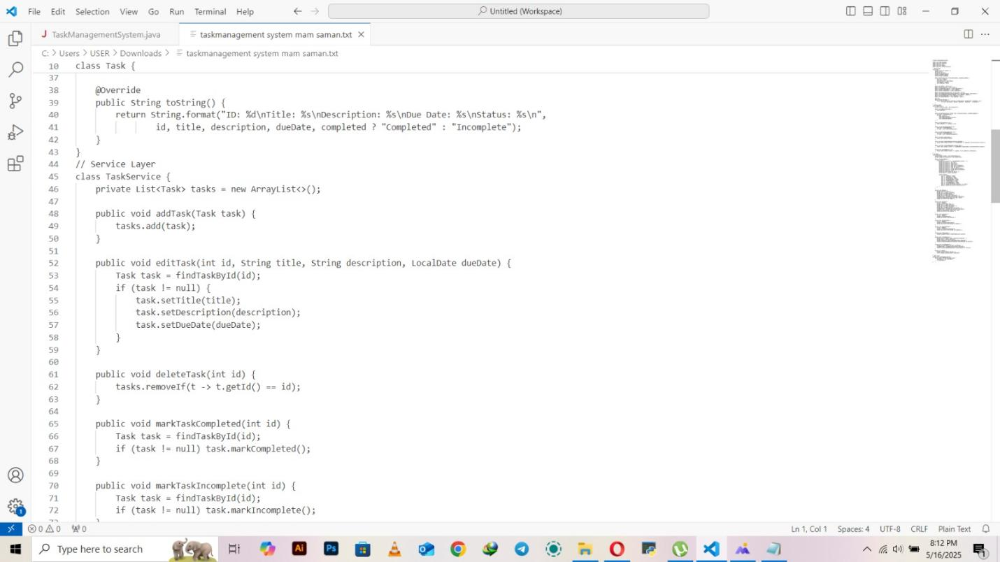 File Edit Selection View Go Run Terminal Help
Untitled (Workspace)
J TaskManagementSystem.java
taskmanagement system mam saman.txt
C: > Users > USER > Downloads > taskmanagement system mam saman.txt
10 class Task {
37
38 @Override
39 public String toString() {
40 return String.format("ID: %d\nTitle: %s\nDescription: %s\nDue Date: %s\nStatus: %s\n",
41 id, title, description, dueDate, completed ? "Completed" : "Incomplete");
42 }
43 }
44 // Service Layer
45 class TaskService {
46 private List<Task> tasks = new ArrayList<>();
47
48 public void addTask(Task task) {
49 tasks.add(task);
50 }
51
52 public void editTask(int id, String title, String description, LocalDate dueDate) {
53 Task task = findTaskById(id);
54 if (task != null) {
55 task.setTitle(title);
56 task.setDescription(description);
57 task.setDueDate(dueDate);
58 }
59 }
60
61 public void deleteTask(int id) {
62 tasks.removeIf(t -> t.getId() == id);
63 }
64
65 public void markTaskCompleted(int id) {
66 Task task = findTaskById(id);
67 if (task != null) task.markCompleted();
68 }
69
70 public void markTaskIncomplete(int id) {
71 Task task = findTaskById(id);
72 if (task != null) task.markIncomplete();
73 }
1
0 0 0
Ln 1, Col 1 Spaces: 4 UTF-8 CRLF Plain Text
Type here to search
Ai
Ps
8:12 PM
5/16/2025
1